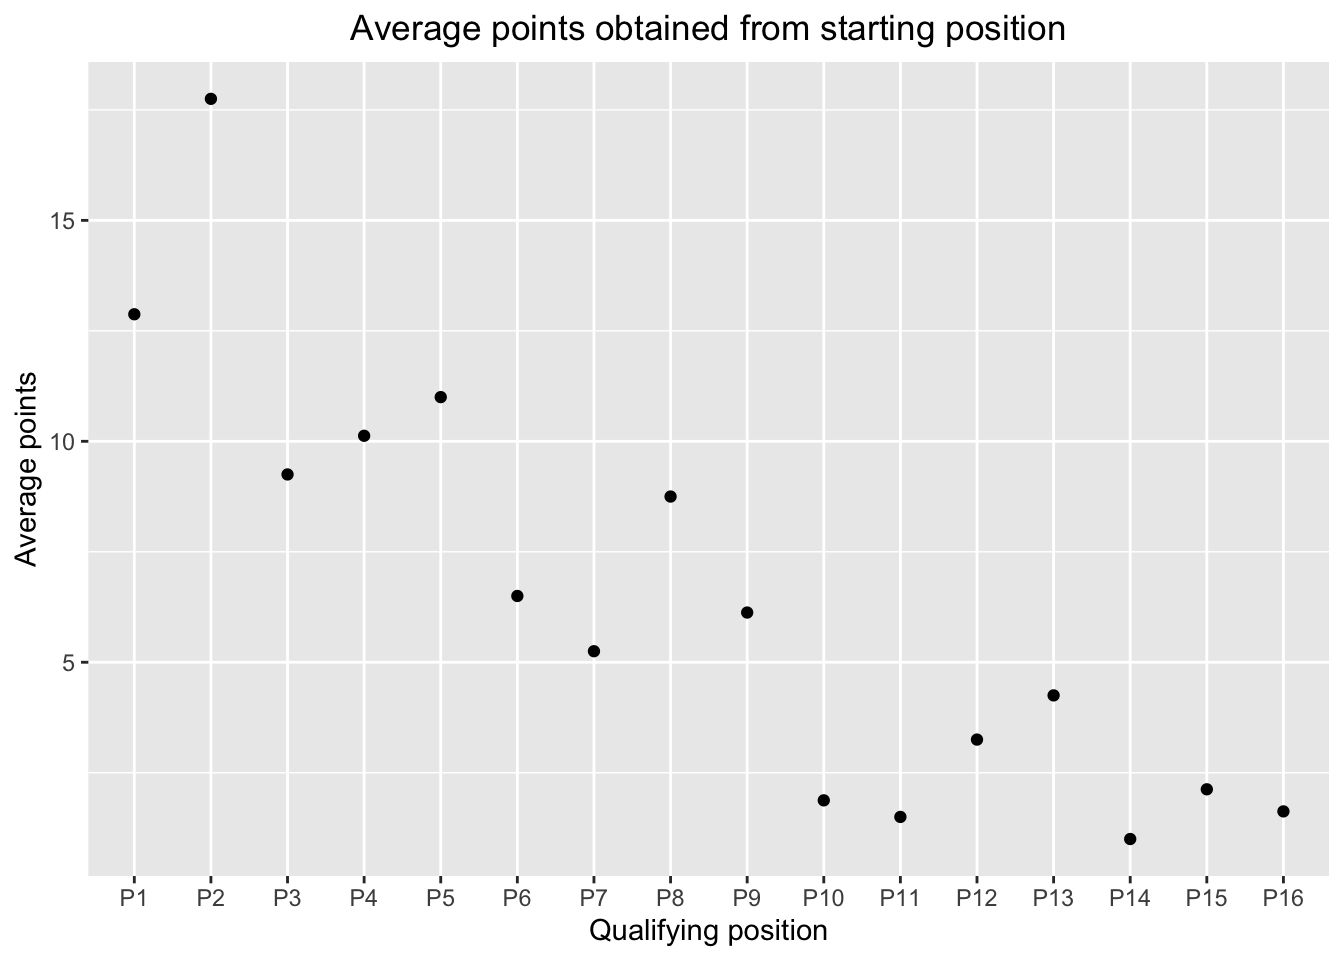 Average points obtained from starting position
Average points
15
10
5
P1 P2 P3 P4 P5 P6 P7 P8 P9 P10 P11 P12 P13 P14 P15 P16
Qualifying position